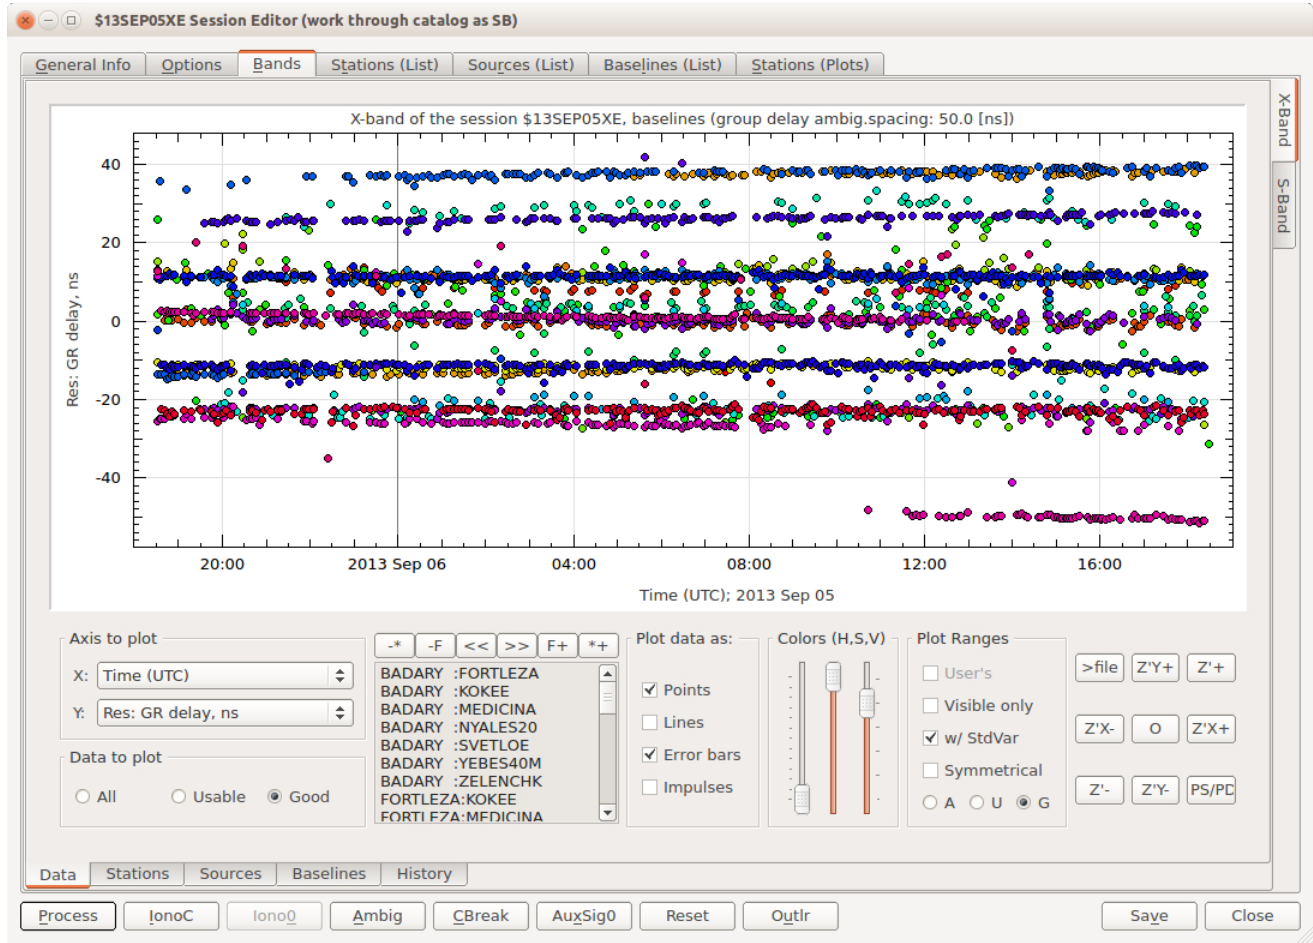 $13SEP05XE Session Editor (work through catalog as SB)
General Info Options Bands Stations (List) Sources (List) Baselines (List) Stations (Plots)
X-Band
S-Band
X-band of the session $13SEP05XE, baselines (group delay ambig.spacing: 50.0 [ns])
Res: GR delay, ns
40
20
0
-20
-40
20:00 2013 Sep 06 04:00 08:00 12:00 16:00
Time (UTC); 2013 Sep 05
Axis to plot
X: Time (UTC)
Y: Res: GR delay, ns
Data to plot
All Usable Good
-* -F << >> F+ *+
BADARY :FORTLEZA
BADARY :KOKEE
BADARY :MEDICINA
BADARY :NYALES20
BADARY :SVETLOE
BADARY :YEBES40M
BADARY :ZELENCHK
FORTLEZA:KOKEE
FORTLEZA:MEDICINA
Plot data as:
Points
Lines
Error bars
Impulses
Colors (H,S,V)
Plot Ranges
User's
Visible only
w/ StdVar
Symmetrical
A U G
>file Z'Y+ Z'+
Z'X- O Z'X+
Z'- Z'Y- PS/PD
Data Stations Sources Baselines History
Process IonoC Iono0 Ambig CBreak AuxSig0 Reset Outlr Save Close